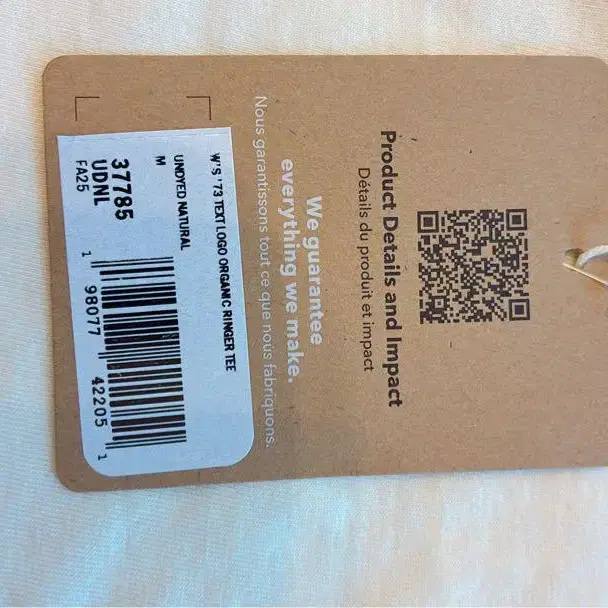 Product Details and Impact
Détails du produit et impact
We guarantee
everything we make.
Nous garantissons tout ce que nous fabriquons.
W'S '73 TEXT LOGO ORGANIC RINGER TEE
UNDYED NATURAL
M
37785
UDNL
FA25
1 98077 42205 1